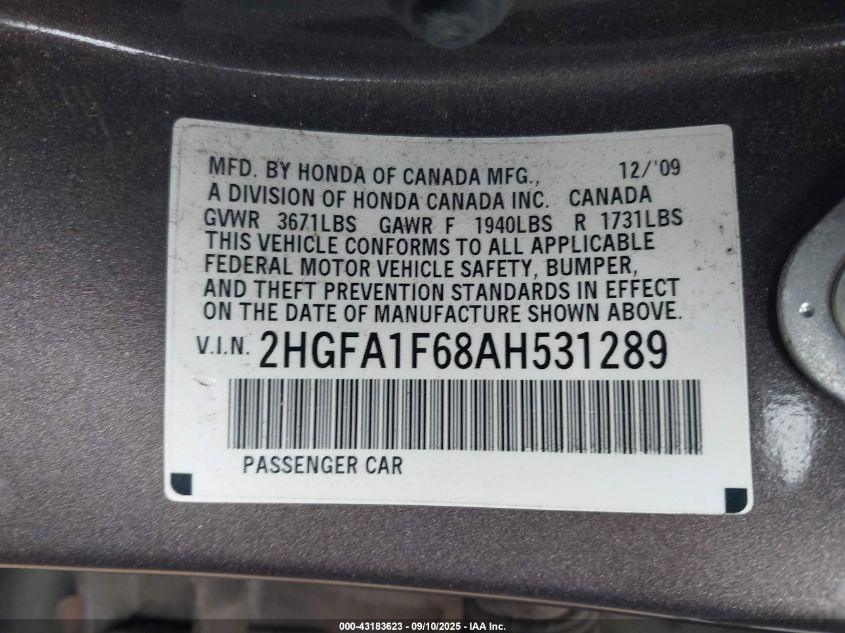 MFD. BY HONDA OF CANADA MFG., 12/'09
A DIVISION OF HONDA CANADA INC. CANADA
GVWR 3671LBS GAWR F 1940LBS R 1731LBS
THIS VEHICLE CONFORMS TO ALL APPLICABLE
FEDERAL MOTOR VEHICLE SAFETY, BUMPER,
AND THEFT PREVENTION STANDARDS IN EFFECT
ON THE DATE OF MANUFACTURE SHOWN ABOVE.
V.I.N. 2HGFA1F68AH531289
PASSENGER CAR
000-43183623 - 09/10/2025 - IAA Inc.